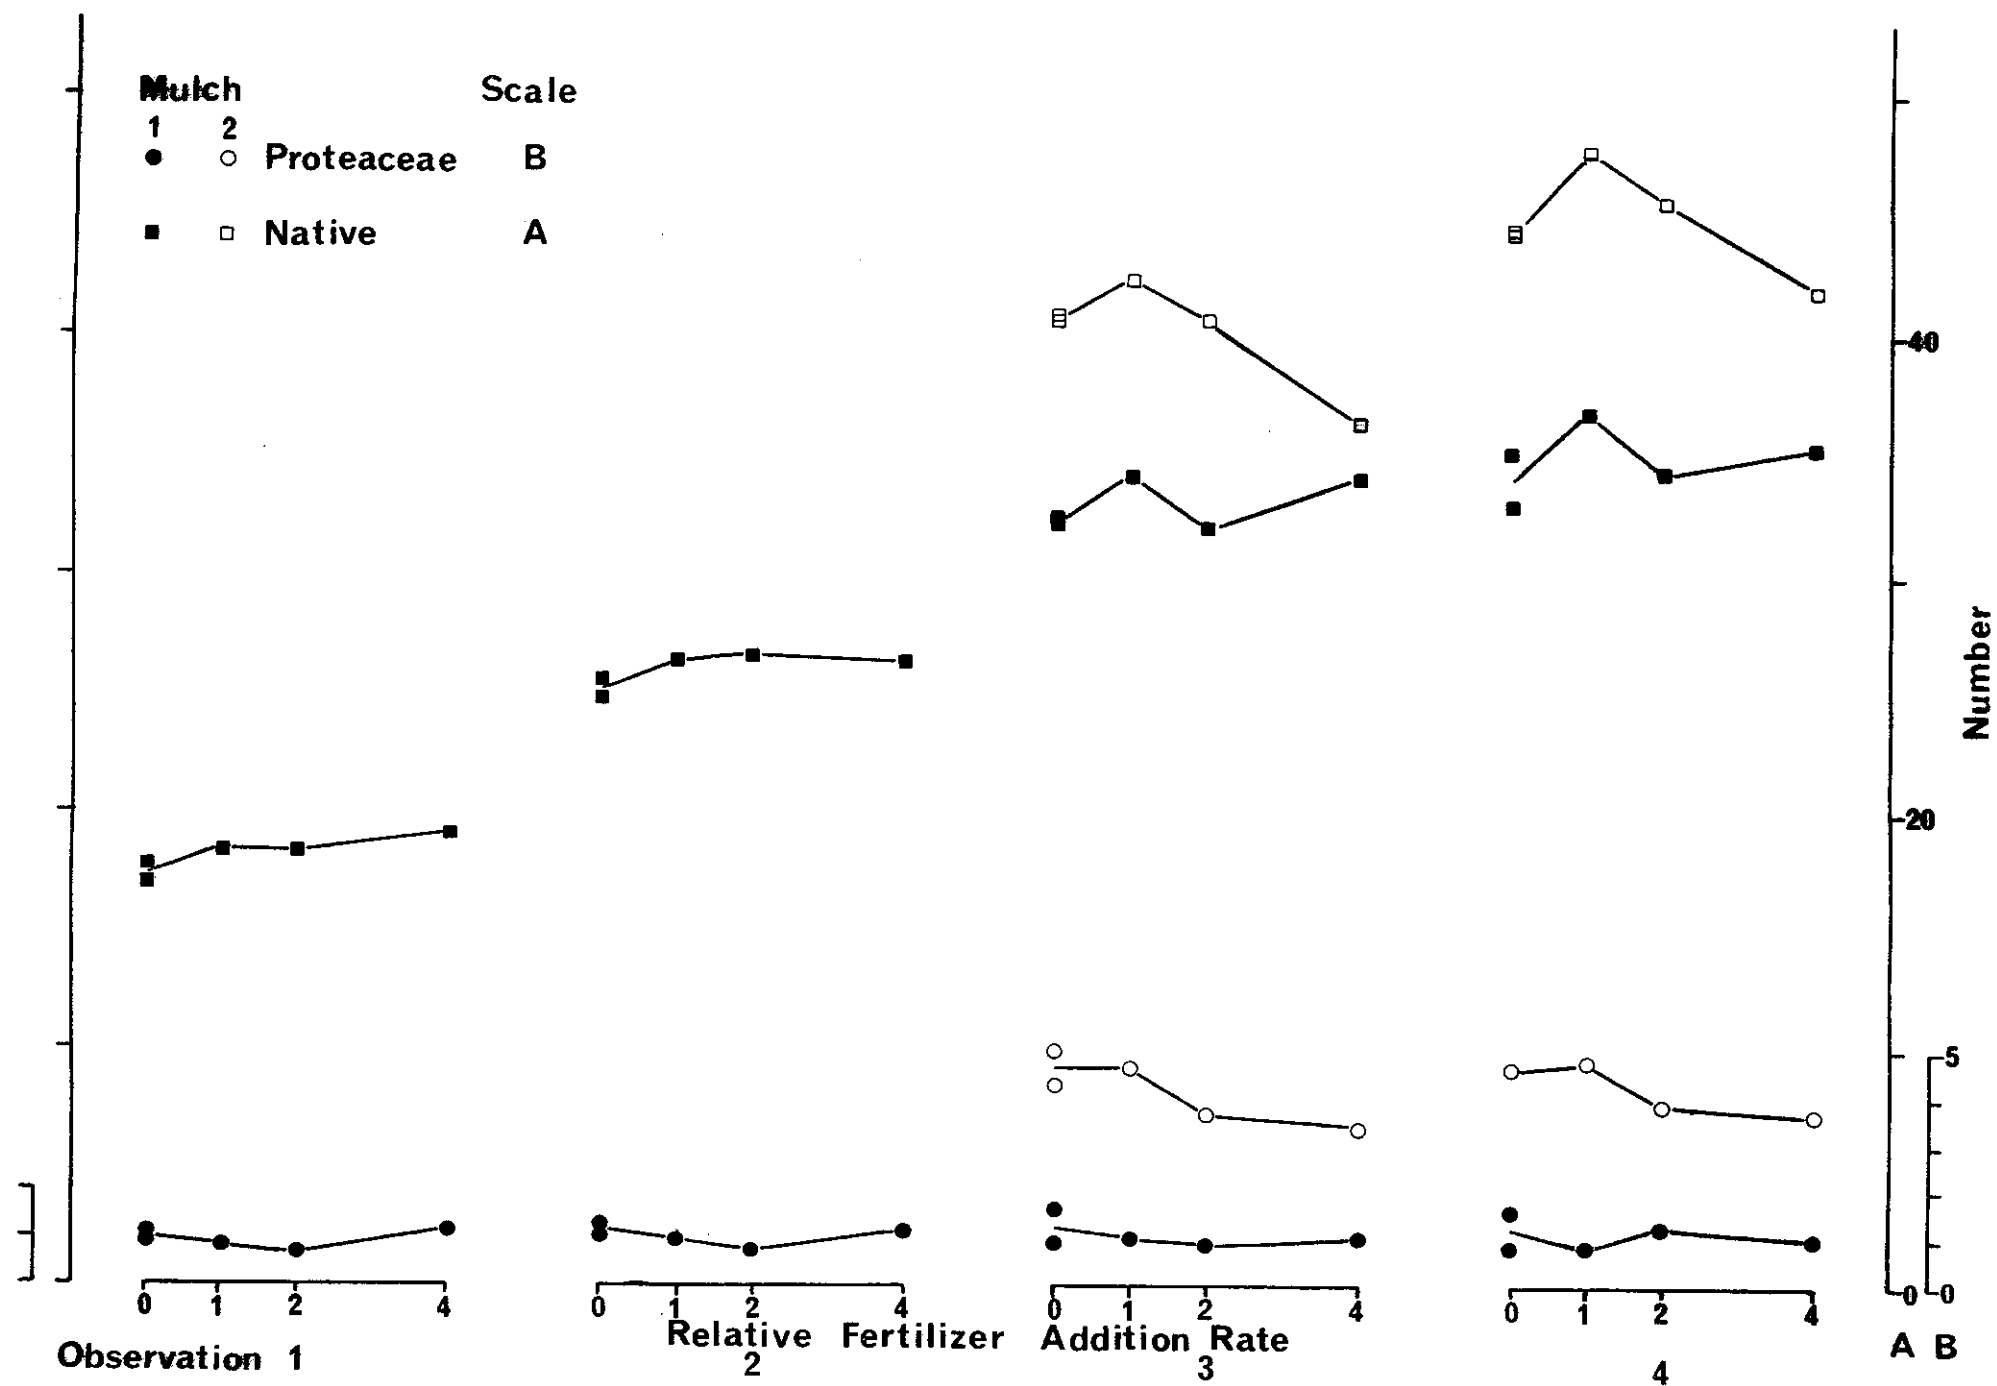 Mulch Scale
1 2
Proteaceae B
Native A
40
Number
20
5
0 1 2 4 0 1 2 4 0 1 2 4 0 1 2 4 0 0
Relative Fertilizer Addition Rate
Observation 1 2 3 4 A B